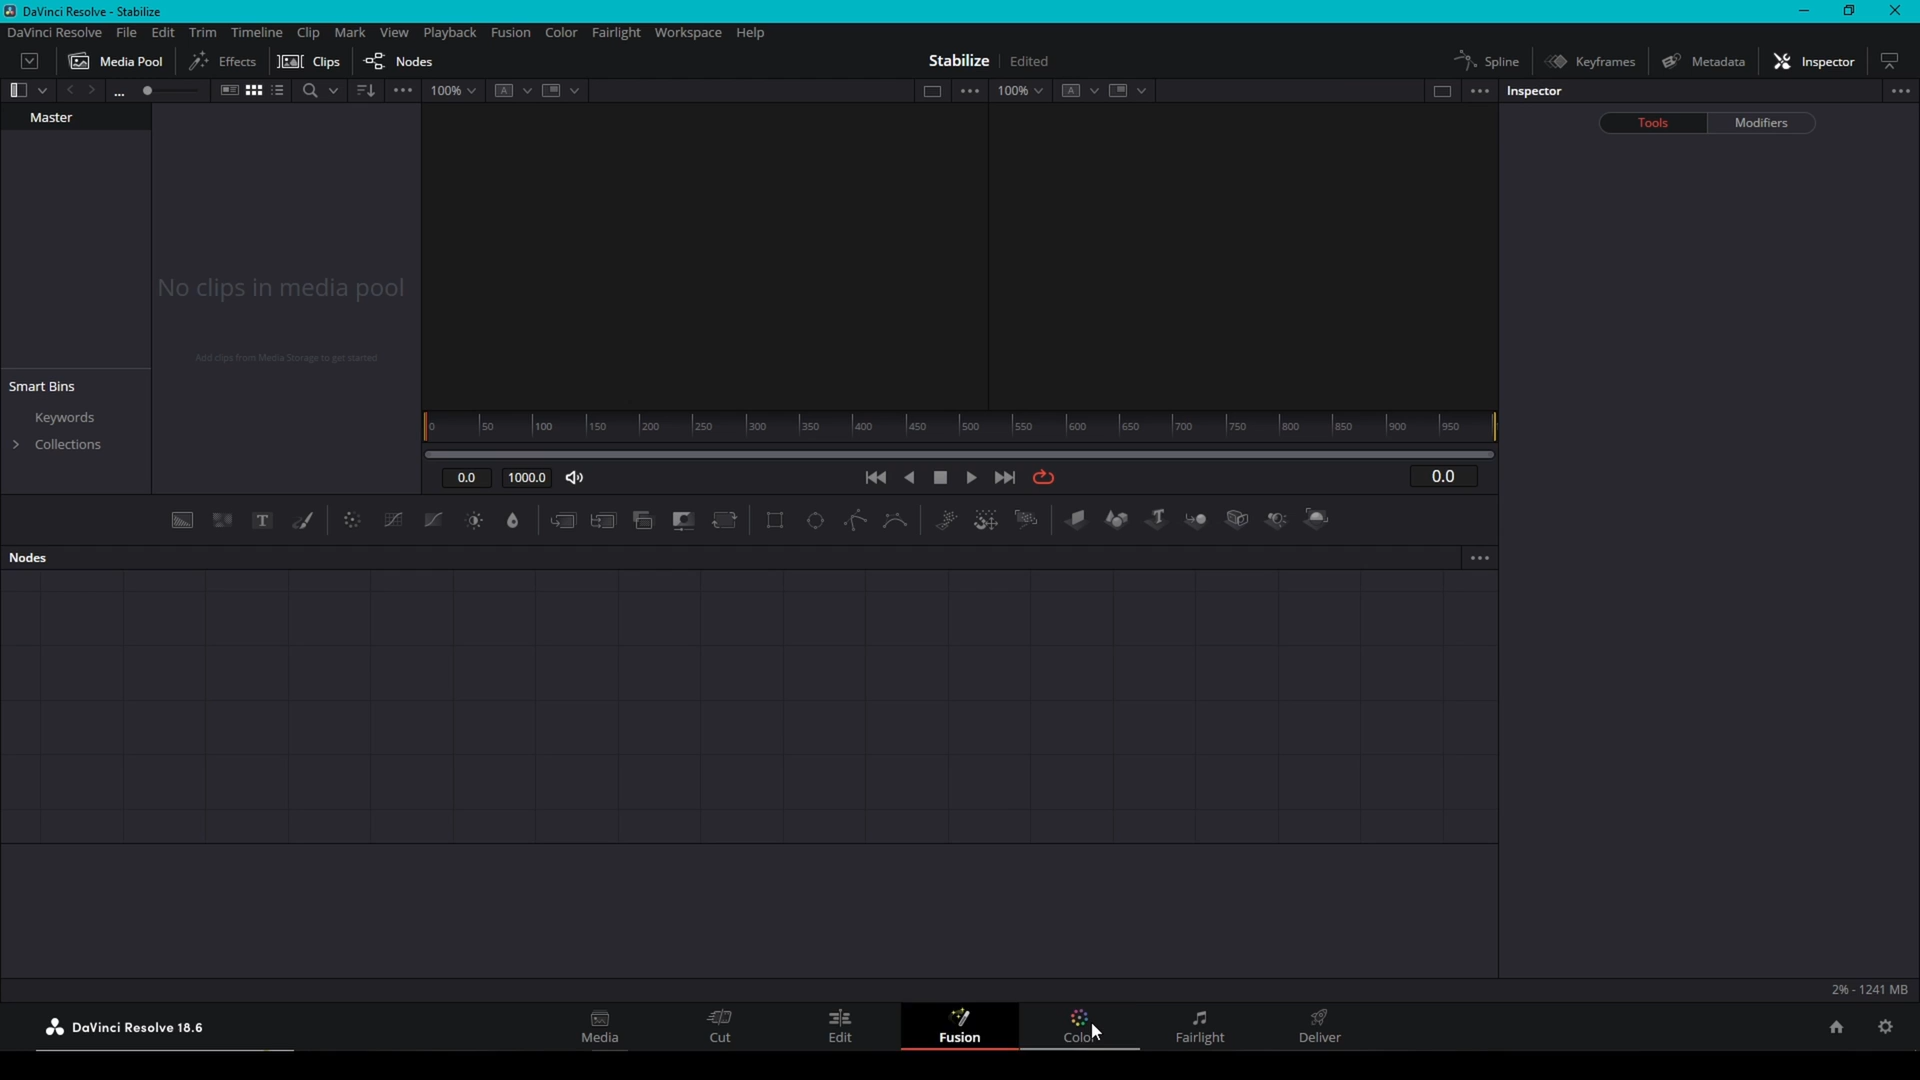 DaVinci Resolve - Stabilize
DaVinci Resolve File Edit Trim Timeline Clip Mark View Playback Fusion Color Fairlight Workspace Help
Media Pool Effects Clips Nodes Stabilize Edited Spline Keyframes Metadata Inspector
... 100% A 100% A Inspector
Master
Tools Modifiers
No clips in media pool
Add clips from Media Storage to get started
Smart Bins
Keywords
Collections
0 50 100 150 200 250 300 350 400 450 500 550 600 650 700 750 800 850 900 950
0.0 1000.0 0.0
T T
Nodes
2% - 1241 MB
DaVinci Resolve 18.6
Media Cut Edit Fusion Color Fairlight Deliver